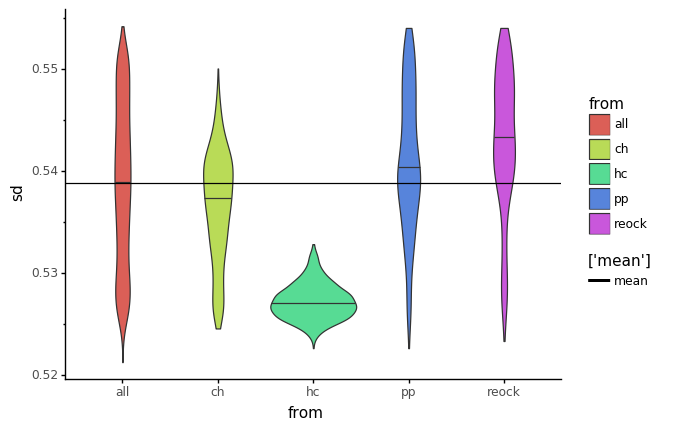 0.55
0.54
0.53
0.52
sd
all
ch
hc
pp
reock
from
from
all
ch
hc
pp
reock
['mean']
mean